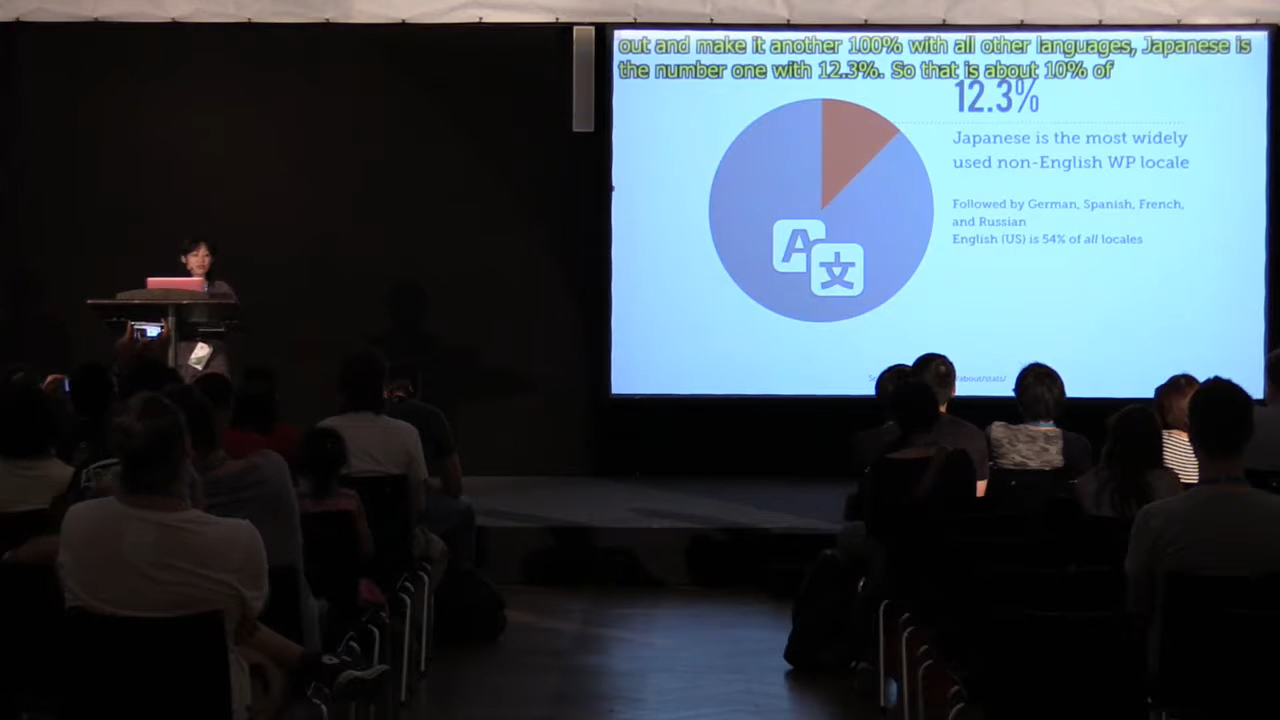 out and make it another 100% with all other languages, Japanese is
the number one with 12.3%. So that is about 10% of
12.3%
Japanese is the most widely
used non-English WP locale
Followed by German, Spanish, French,
and Russian
English (US) is 54% of all locales
A
文
/about/stats/